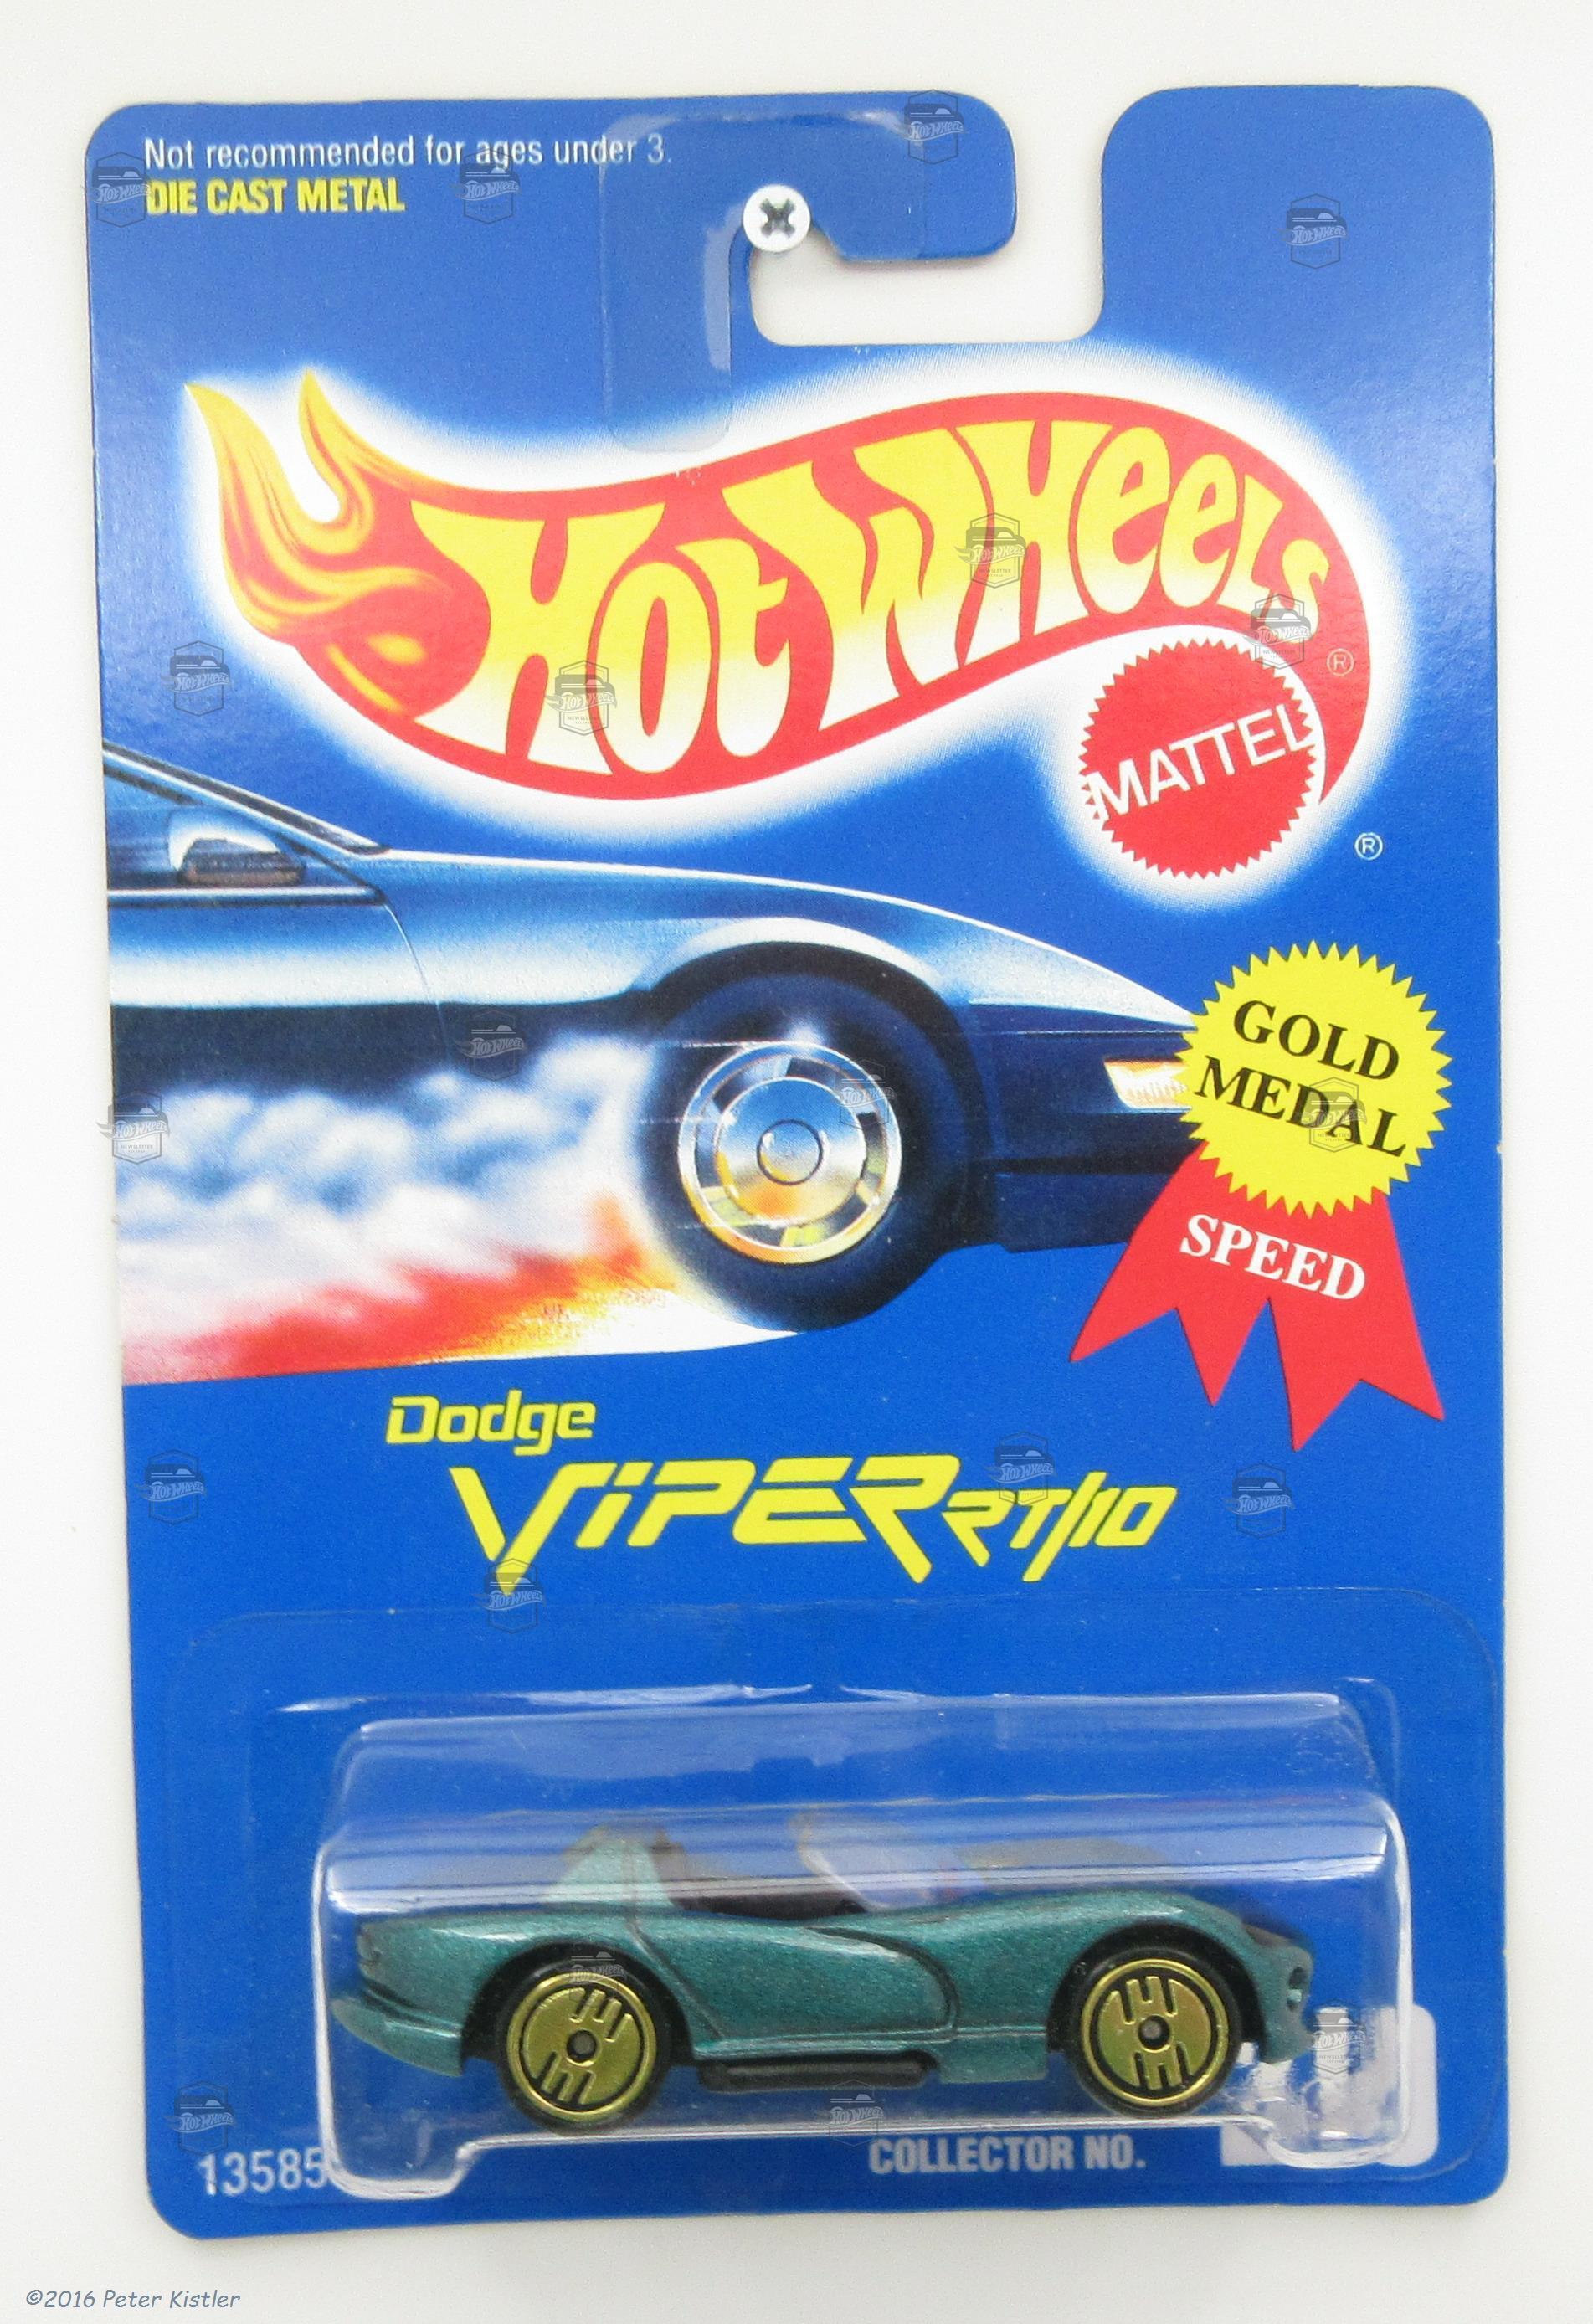 Not recommended for ages under 3.
DIE CAST METAL
HOT WHEELS
®
MATTEL
®
GOLD
MEDAL
SPEED
Dodge
VIPER RT/10
13585
COLLECTOR NO.
©2016 Peter Kistler